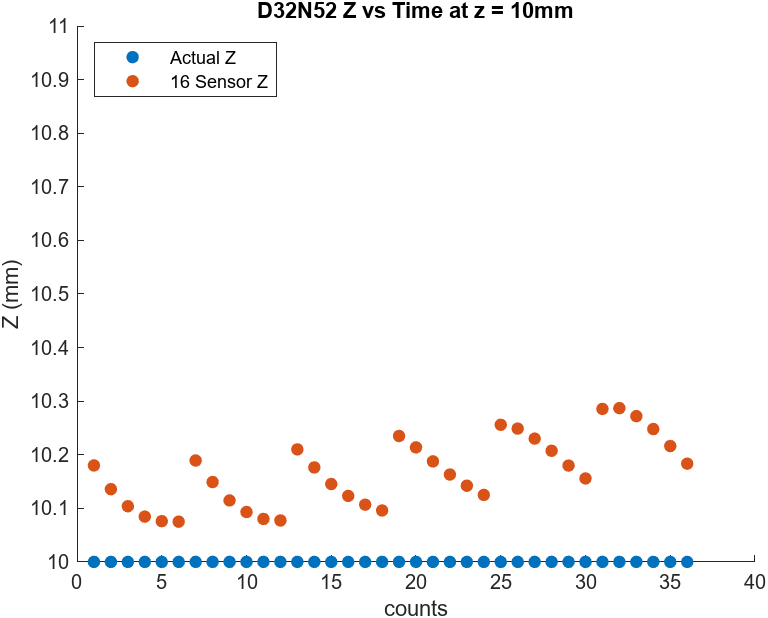 D32N52 Z vs Time at z = 10mm
11
10.9
10.8
10.7
10.6
10.5
10.4
10.3
10.2
10.1
10
Z (mm)
Actual Z
16 Sensor Z
0 5 10 15 20 25 30 35 40
counts